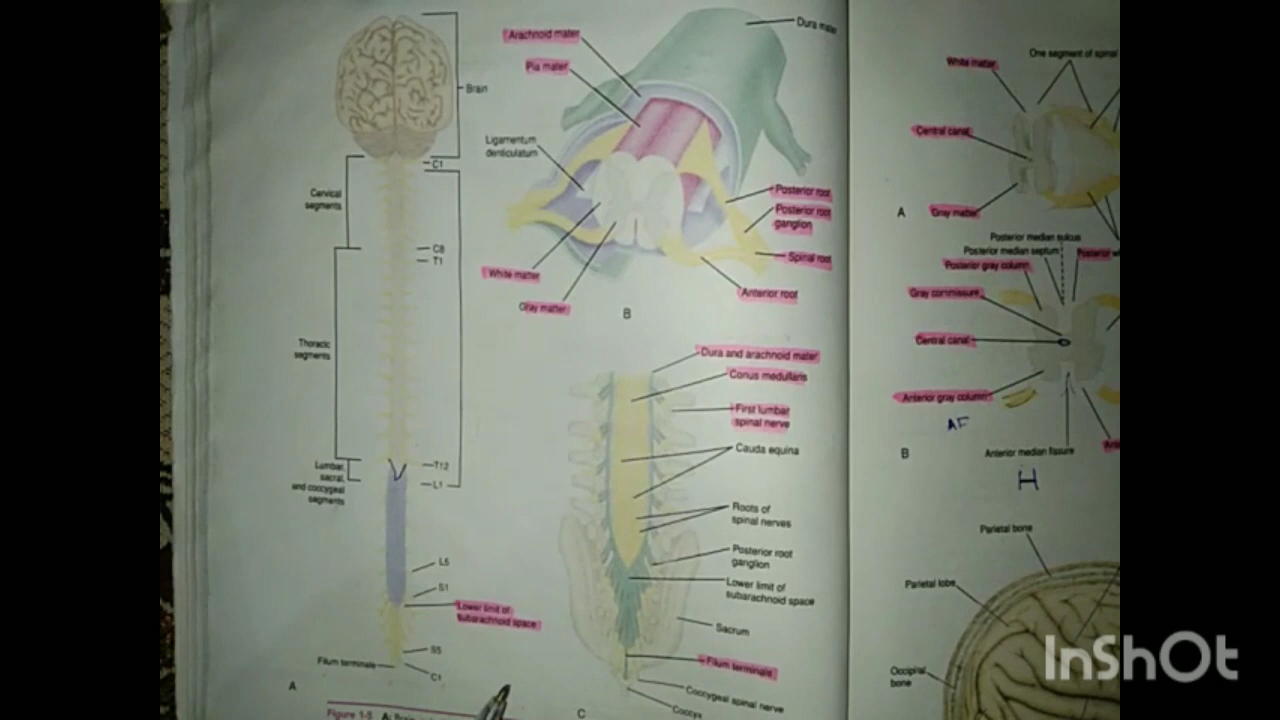 Brain
C1
Cervical
segments
C8
T1
Thoracic
segments
Lumbar,
sacral,
and coccygeal
segments
T12
L1
L5
S1
Lower limit of
subarachnoid space
S5
Filum terminale
C1
A
Figure 1-5 A:
Arachnoid mater
Dura mater
Pia mater
Ligamentum
denticulatum
Posterior root
Posterior root
ganglion
Spinal root
White matter
Gray matter
Anterior root
B
Dura and arachnoid mater
Conus medullaris
First lumbar
spinal nerve
Cauda equina
Roots of
spinal nerves
Posterior root
ganglion
Lower limit of
subarachnoid space
Sacrum
Filum terminale
Coccygeal spinal nerve
Coccyx
C
One segment of spinal
White matter
Central canal
A
Gray matter
Posterior median sulcus
Posterior median septum
Posterior gray column
Posterior
Gray commissure
Central canal
Anterior gray column
AF
B
Anterior median fissure
H
Parietal bone
Parietal lobe
Occipital
bone
InShOt